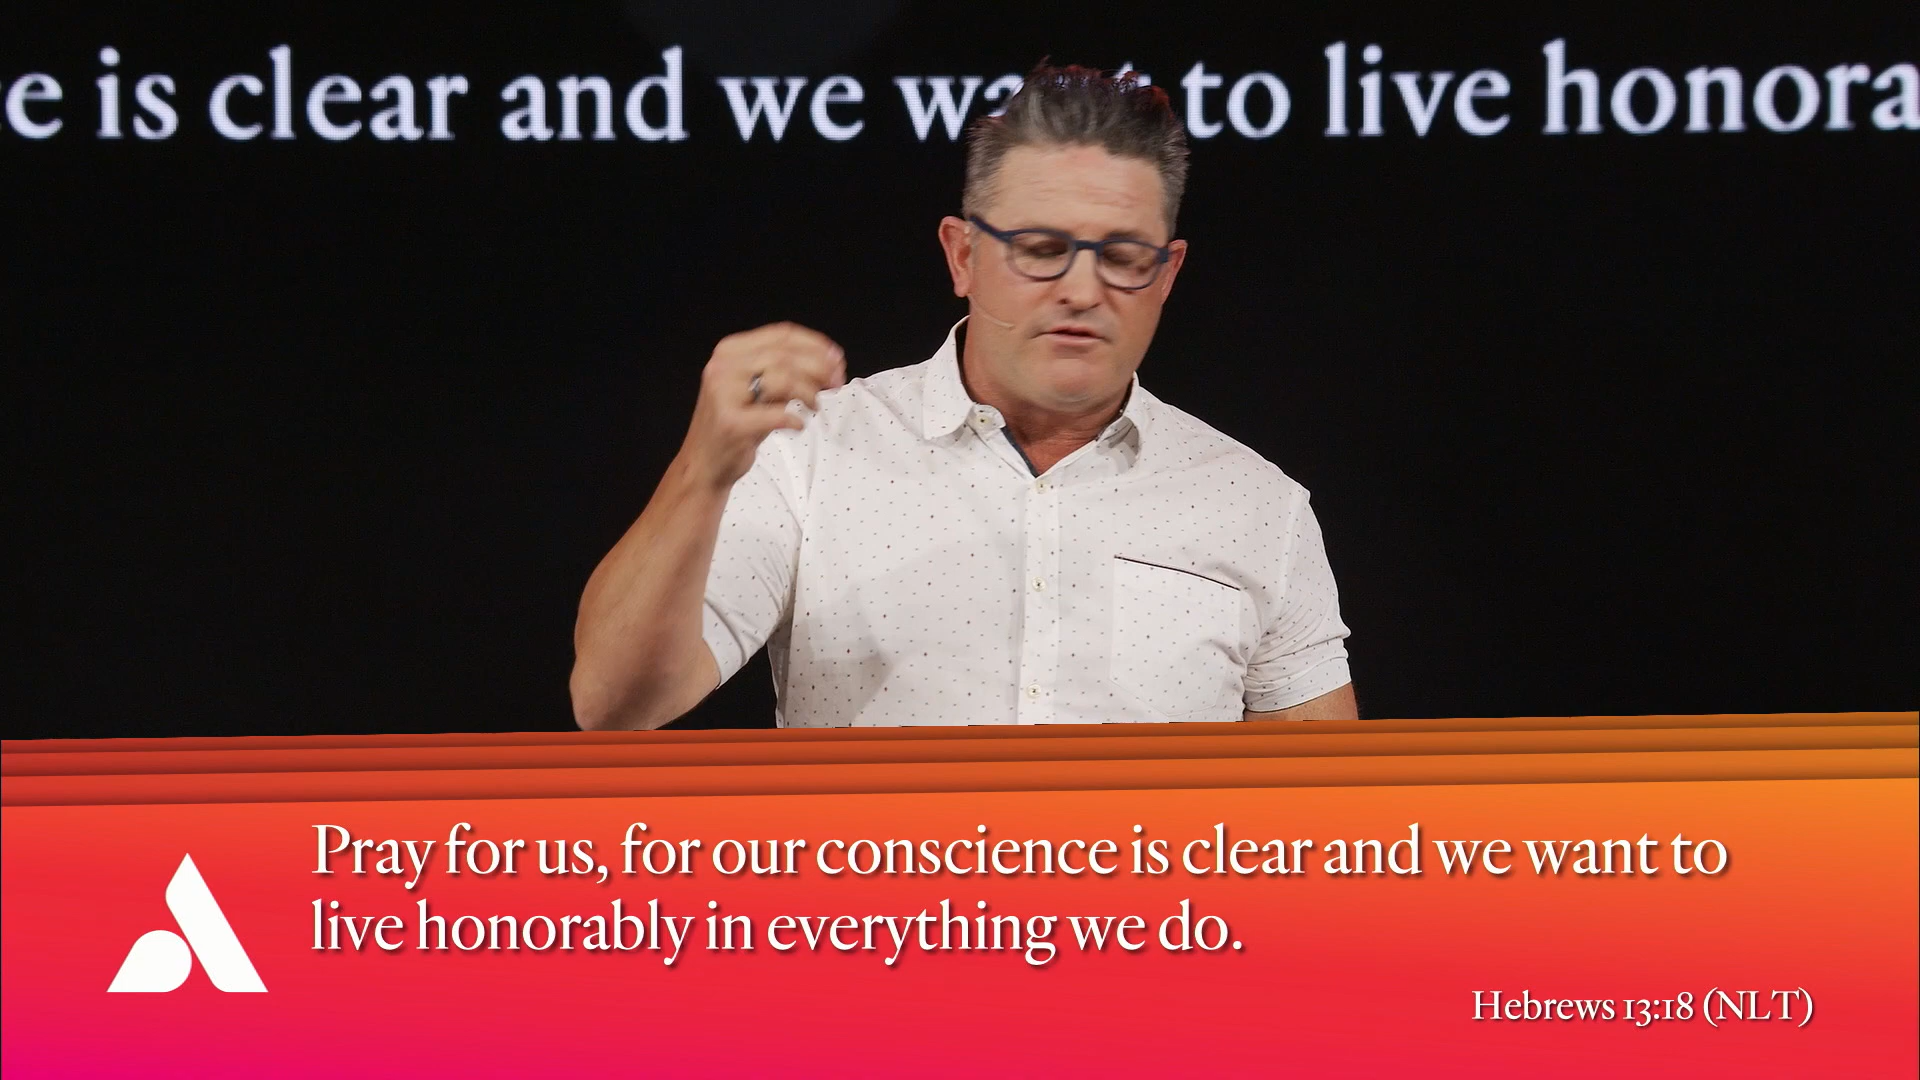 e is clear and we wa to live honora
Pray for us, for our conscience is clear and we want to
live honorably in everything we do.
Hebrews 13:18 (NLT)